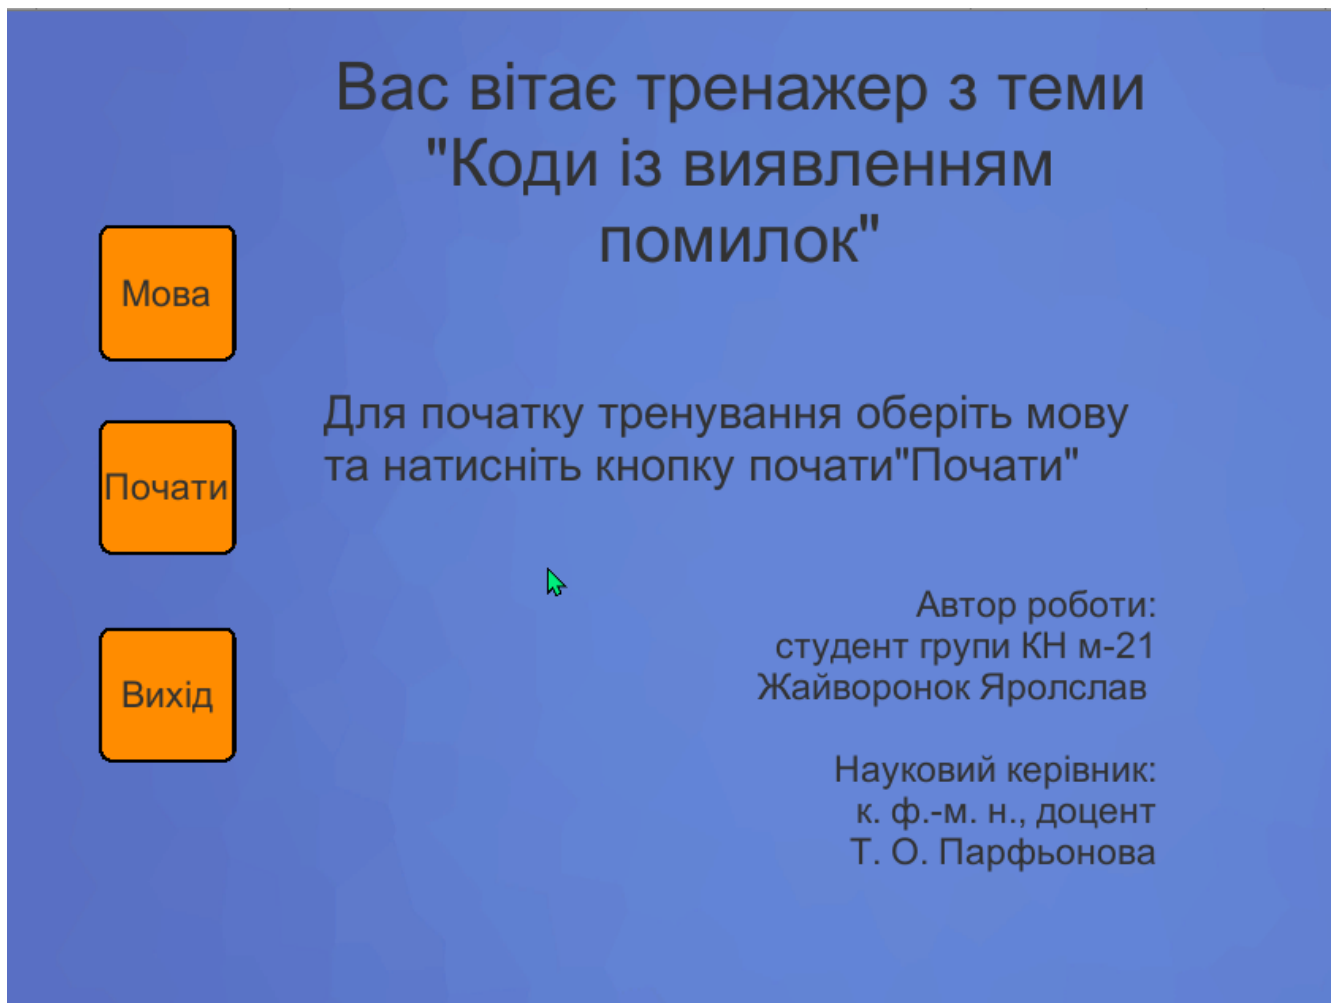 Вас вітає тренажер з теми
"Коди із виявленням
помилок"
Мова
Для початку тренування оберіть мову
та натисніть кнопку почати"Почати"
Почати
Автор роботи:
студент групи КН м-21
Жайворонок Яролслав
Вихід
Науковий керівник:
к. ф.-м. н., доцент
Т. О. Парфьонова